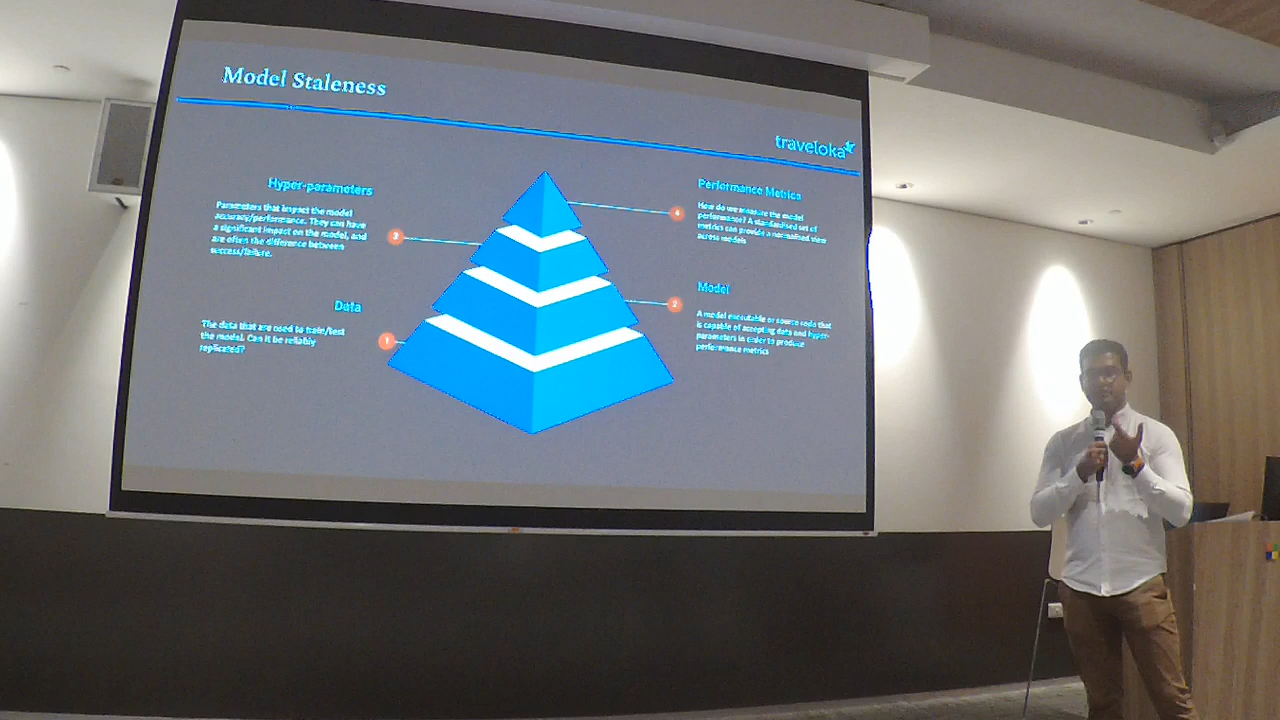 Model Staleness
traveloka
Hyper-parameters
Parameters that impact the model
accuracy/performance. They can have
a significant impact on the model, and
are often the difference between
success/failure.
3
Performance Metrics
How do we measure the model
performance? A standardised set of
metrics can provide a normalised view
across models
4
Data
The data that are used to train/test
the model. Can it be reliably
replicated?
1
Model
A model executable or source code that
is capable of accepting data and hyper-
parameters in order to produce
performance metrics
2